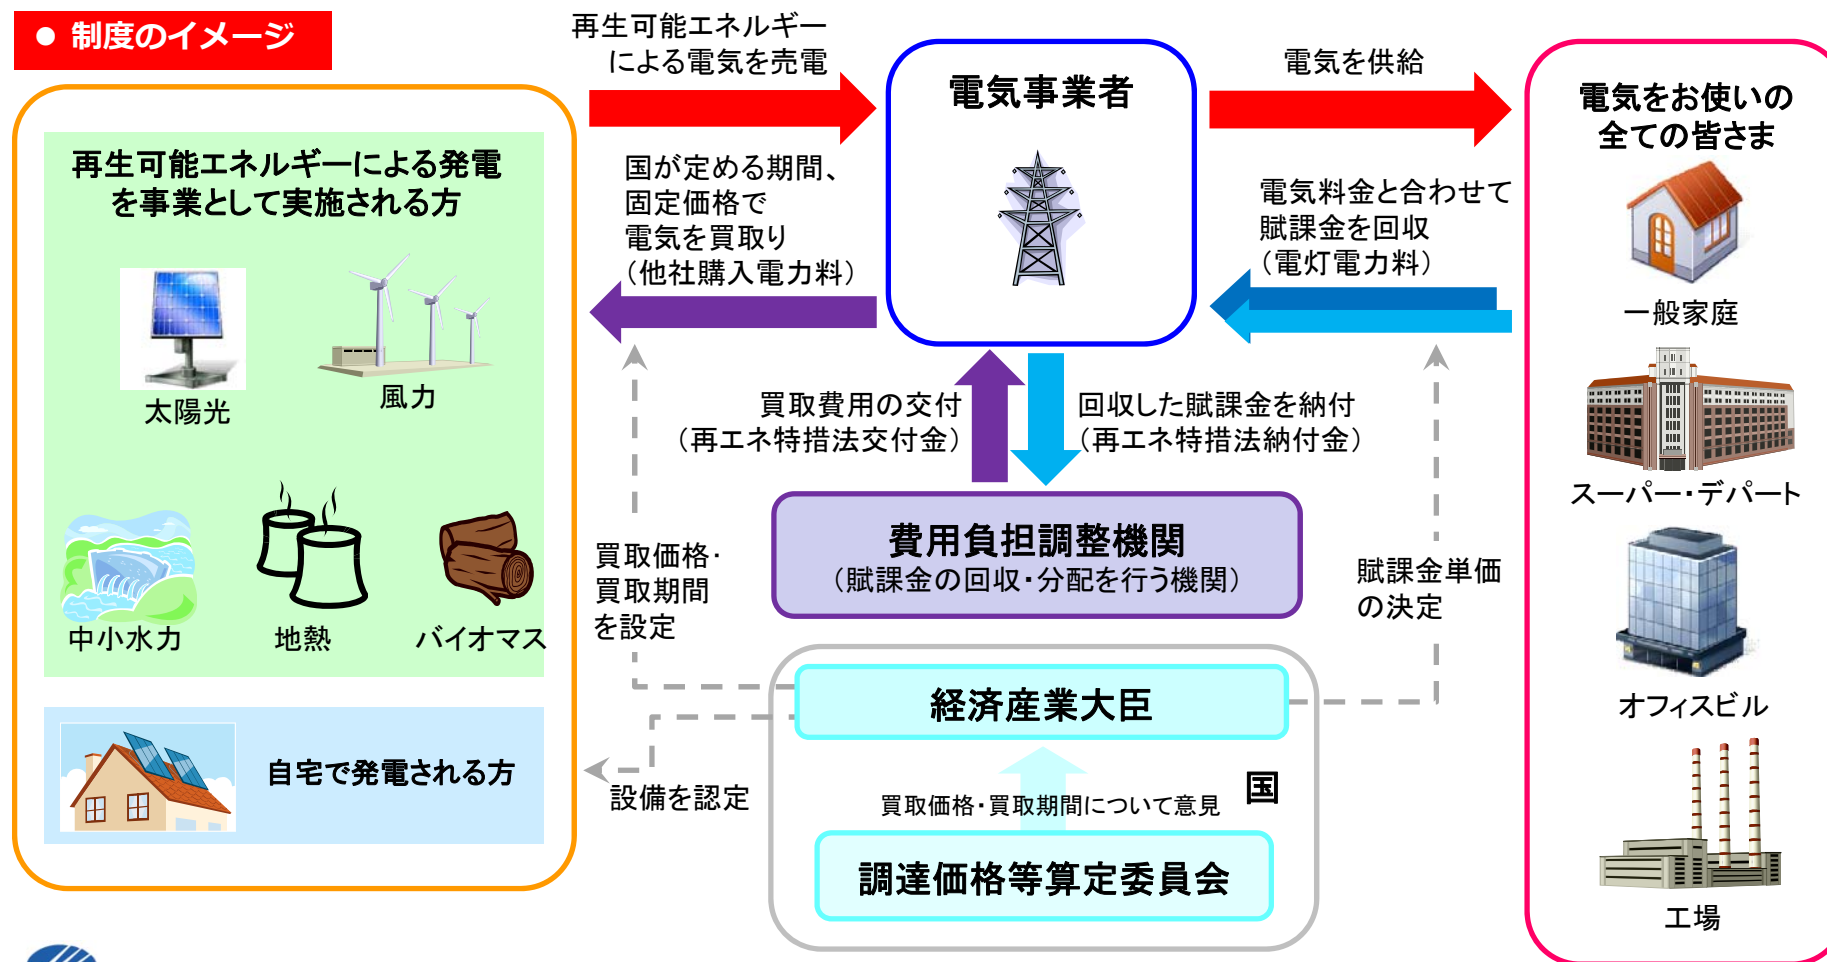 ● 制度のイメージ
再生可能エネルギーによる発電
を事業として実施される方
太陽光
風力
中小水力
地熱
バイオマス
自宅で発電される方
再生可能エネルギー
による電気を売電
国が定める期間、
固定価格で
電気を買取り
（他社購入電力料）
電気事業者
電気を供給
電気料金と合わせて
賦課金を回収
（電灯電力料）
買取費用の交付
（再エネ特措法交付金）
回収した賦課金を納付
（再エネ特措法納付金）
費用負担調整機関
（賦課金の回収・分配を行う機関）
買取価格・
買取期間
を設定
賦課金単価
の決定
経済産業大臣
設備を認定
買取価格・買取期間について意見
国
調達価格等算定委員会
電気をお使いの
全ての皆さま
一般家庭
スーパー・デパート
オフィスビル
工場